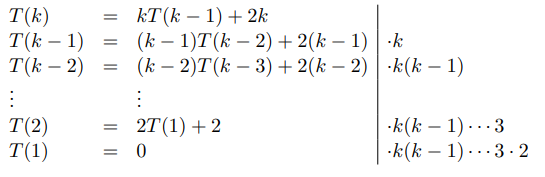 T(k) = kT(k − 1) + 2k
T(k − 1) = (k − 1)T(k − 2) + 2(k − 1) ·k
T(k − 2) = (k − 2)T(k − 3) + 2(k − 2) ·k(k − 1)
⋮ ⋮
T(2) = 2T(1) + 2 ·k(k − 1) ··· 3
T(1) = 0 ·k(k − 1) ··· 3 · 2